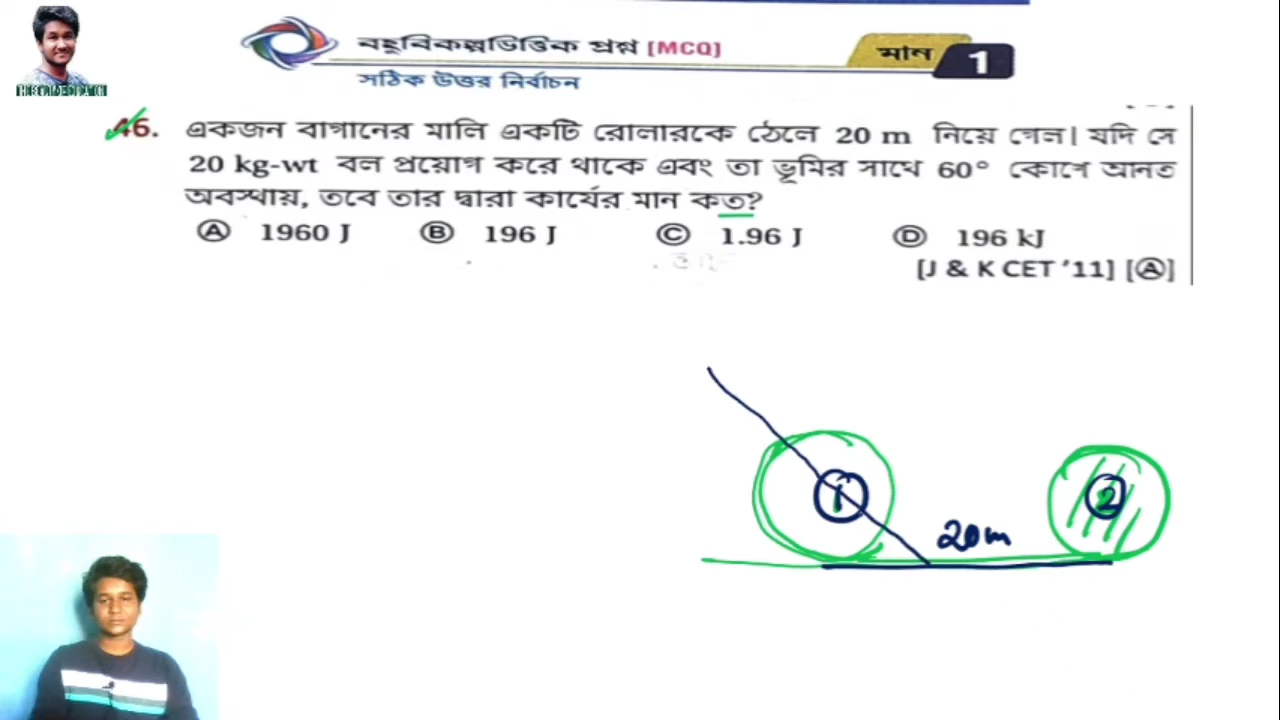 বহুবিকল্পভিত্তিক প্রশ্ন [MCQ]
মান 1
সঠিক উত্তর নির্বাচন
46. একজন বাগানের মালি একটি রোলারকে ঠেলে 20 m নিয়ে গেল। যদি সে
20 kg-wt বল প্রয়োগ করে থাকে এবং তা ভূমির সাথে 60° কোণে আনত
অবস্থায়, তবে তার দ্বারা কার্যের মান কত?
Ⓐ 1960 J Ⓑ 196 J Ⓒ 1.96 J Ⓓ 196 kJ
[J & K CET '11] [Ⓐ]
1
2
20m